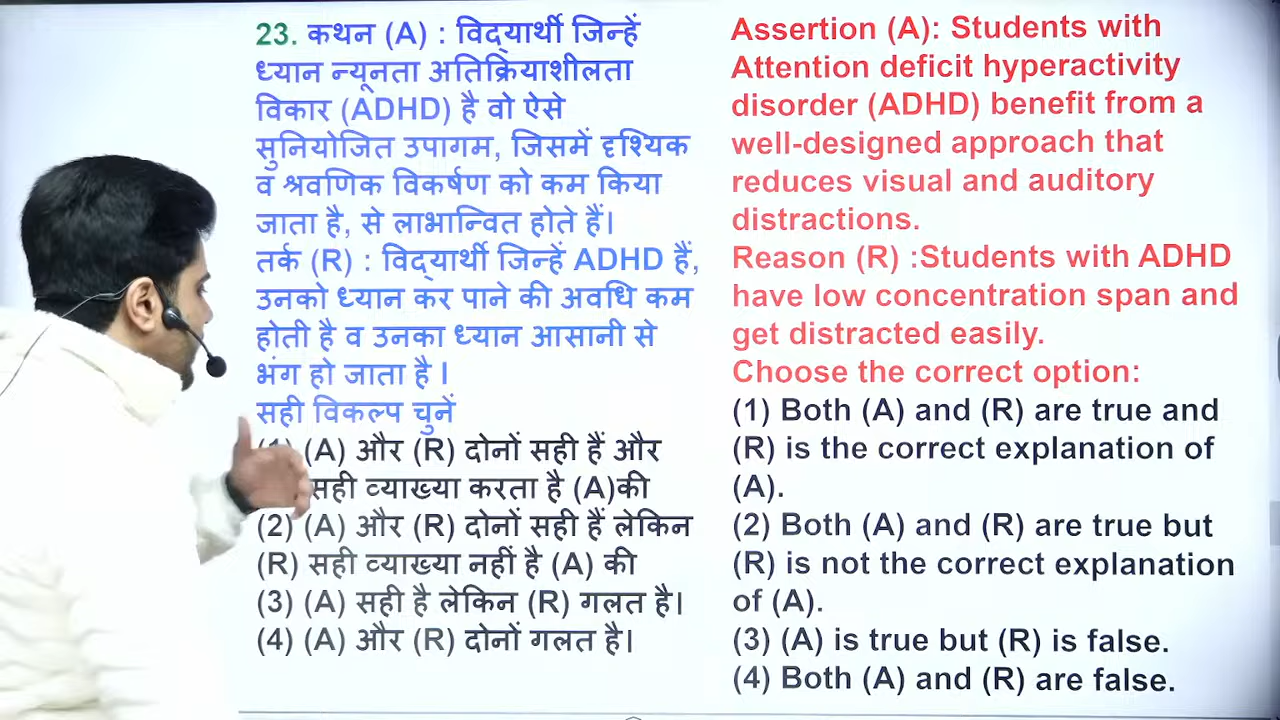 23. कथन (A) : विद्यार्थी जिन्हें
ध्यान न्यूनता अतिक्रियाशीलता
विकार (ADHD) है वो ऐसे
सुनियोजित उपागम, जिसमें दृश्यिक
व श्रवणिक विकर्षण को कम किया
जाता है, से लाभान्वित होते हैं।
तर्क (R) : विद्यार्थी जिन्हें ADHD हैं,
उनको ध्यान कर पाने की अवधि कम
होती है व उनका ध्यान आसानी से
भंग हो जाता है I
सही विकल्प चुनें
(A) और (R) दोनों सही हैं और
सही व्याख्या करता है (A)की
(2) (A) और (R) दोनों सही हैं लेकिन
(R) सही व्याख्या नहीं है (A) की
(3) (A) सही है लेकिन (R) गलत है।
(4) (A) और (R) दोनों गलत है।
Assertion (A): Students with
Attention deficit hyperactivity
disorder (ADHD) benefit from a
well-designed approach that
reduces visual and auditory
distractions.
Reason (R) :Students with ADHD
have low concentration span and
get distracted easily.
Choose the correct option:
(1) Both (A) and (R) are true and
(R) is the correct explanation of
(A).
(2) Both (A) and (R) are true but
(R) is not the correct explanation
of (A).
(3) (A) is true but (R) is false.
(4) Both (A) and (R) are false.